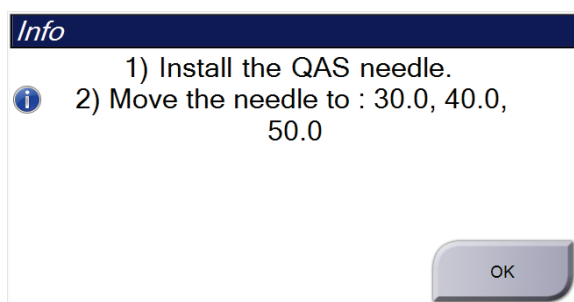 Info
1) Install the QAS needle.
2) Move the needle to : 30.0, 40.0,
50.0
OK